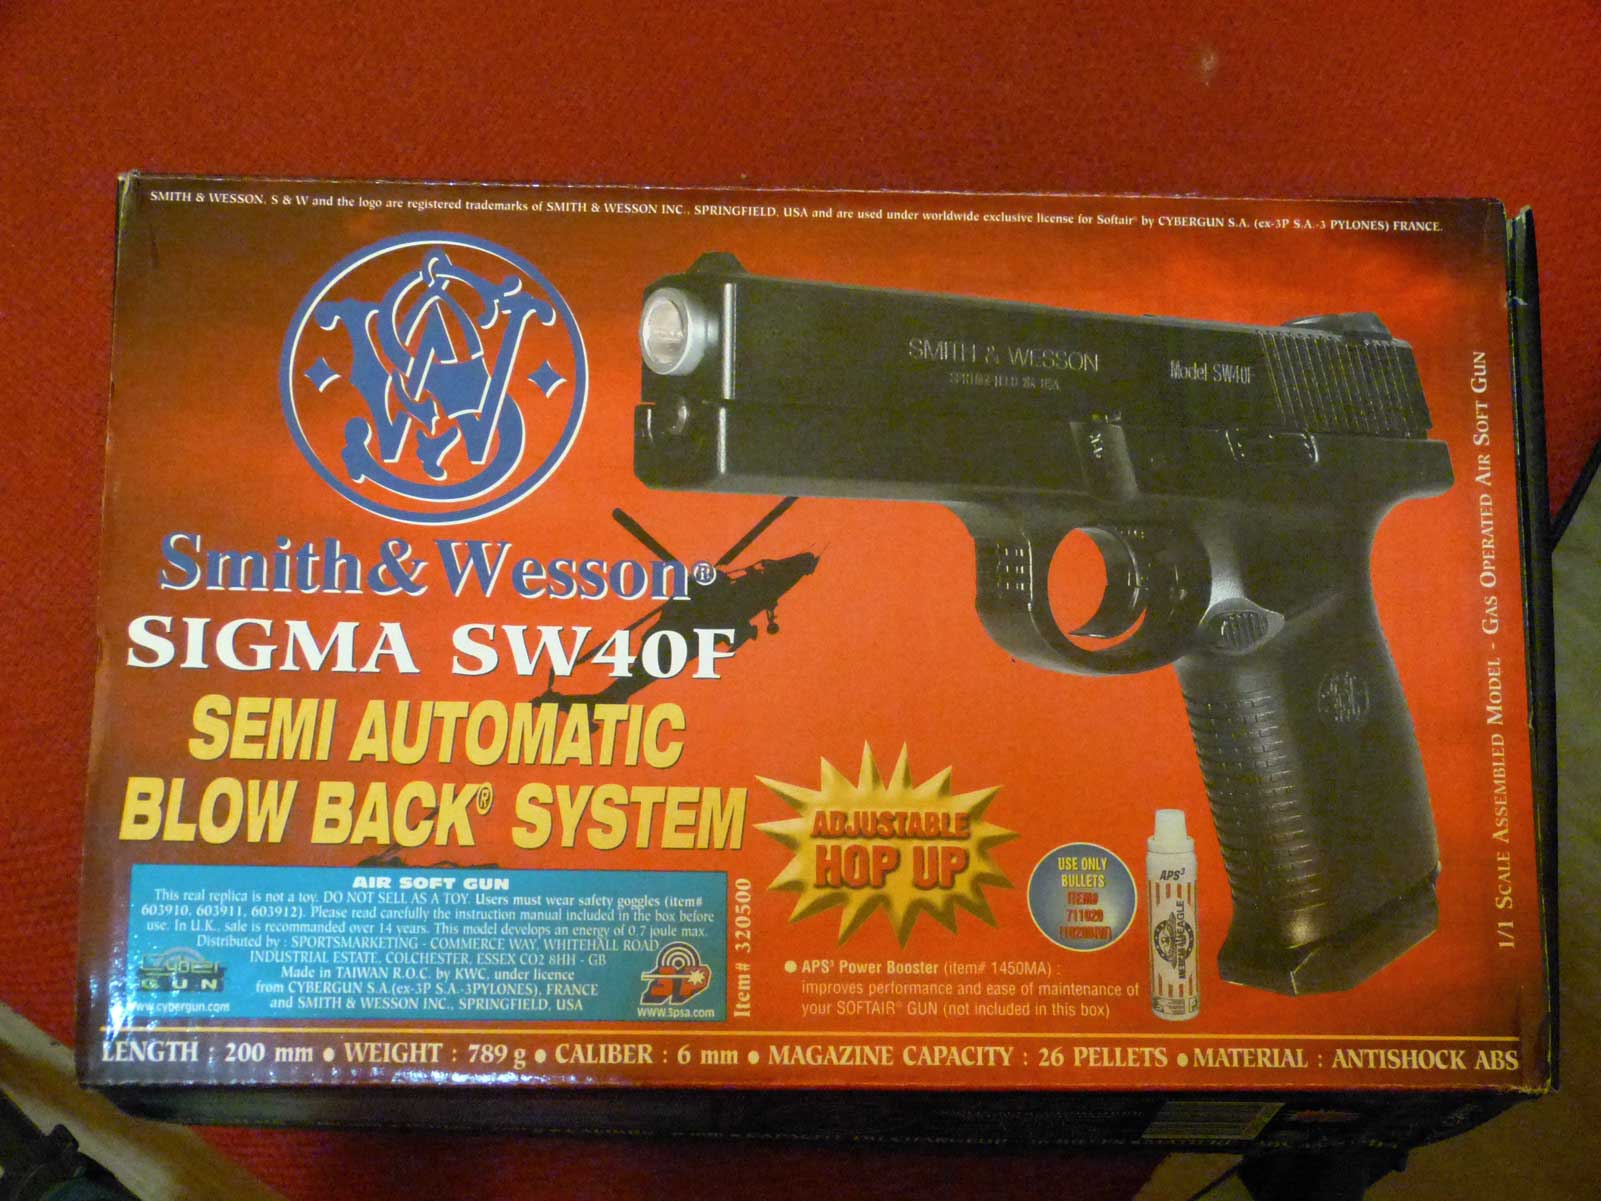 SMITH & WESSON. S & W and the logo are registered trademarks of SMITH & WESSON INC., SPRINGFIELD, USA and are used under worldwide exclusive license for Softair® by CYBERGUN S.A. (ex-3P S.A.-3 PYLONES) FRANCE.
SMITH & WESSON
Model SW40F
Smith & Wesson®
SIGMA SW40F
SEMI AUTOMATIC
BLOW BACK® SYSTEM
1/1 SCALE ASSEMBLED MODEL - GAS OPERATED AIR SOFT GUN
ADJUSTABLE
HOP UP
USE ONLY
BULLETS
ITEM#
711020
APS³
AIR SOFT GUN
This real replica is not a toy. DO NOT SELL AS A TOY. Users must wear safety goggles (item#
603910, 603911, 603912). Please read carefully the instruction manual included in the box before
use. In U.K., sale is recommanded over 14 years. This model develops an energy of 0,7 joule max.
Distributed by : SPORTSMARKETING - COMMERCE WAY, WHITEHALL ROAD
INDUSTRIAL ESTATE, COLCHESTER, ESSEX CO2 8HH - GB
Made in TAIWAN R.O.C. by KWC, under licence
from CYBERGUN S.A.(ex-3P S.A.-3PYLONES), FRANCE
and SMITH & WESSON INC., SPRINGFIELD, USA
Cyber
GUN
www.cybergun.com
3P
www.3psa.com
Item# 320500
● APS³ Power Booster (item# 1450MA) :
improves performance and ease of maintenance of
your SOFTAIR® GUN (not included in this box)
LENGTH : 200 mm ● WEIGHT : 789 g ● CALIBER : 6 mm ● MAGAZINE CAPACITY : 26 PELLETS ● MATERIAL : ANTISHOCK ABS